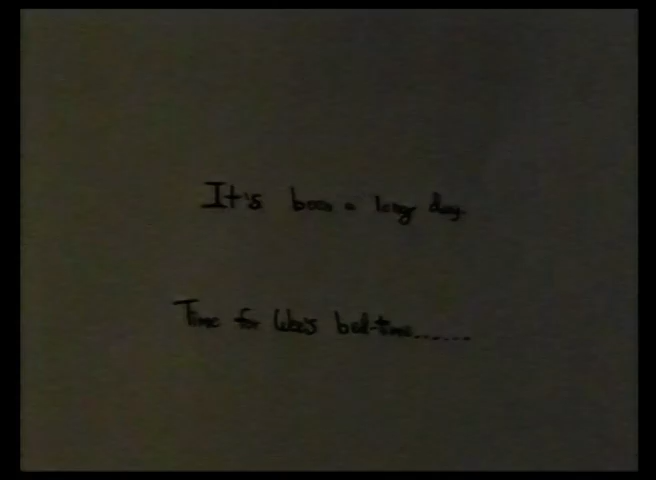 It's been a long day
Time for bed-time.......